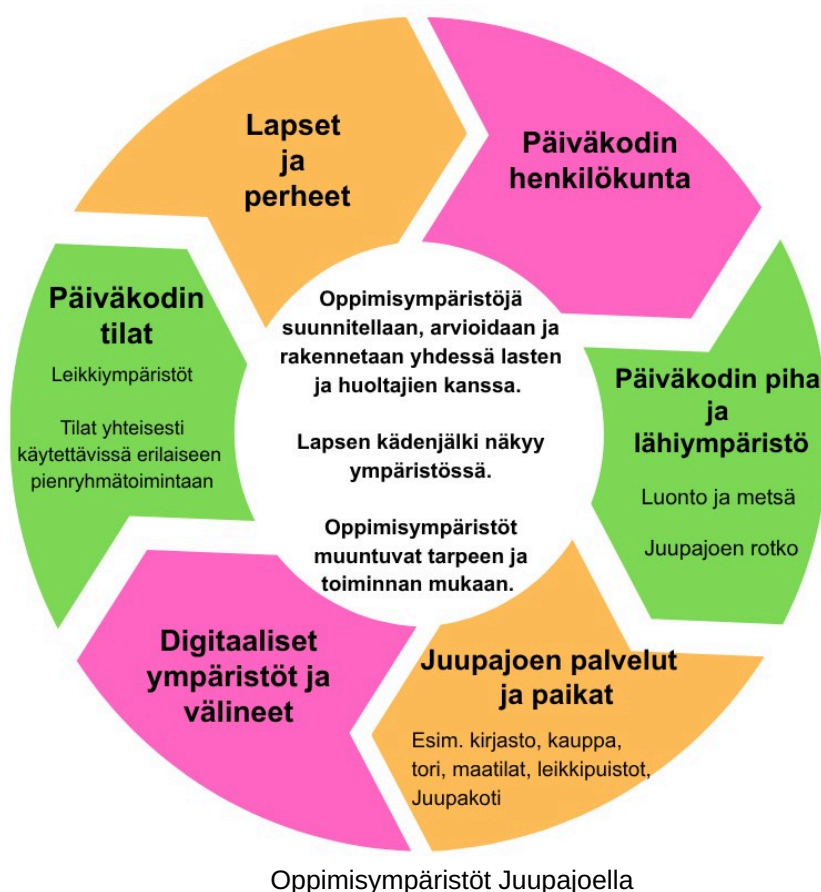 Lapset
ja
perheet
Päiväkodin
henkilökunta
Päiväkodin piha
ja
lähiympäristö
Luonto ja metsä
Juupajoen rotko
Juupajoen palvelut
ja paikat
Esim. kirjasto, kauppa,
tori, maatilat, leikkipuistot,
Juupakoti
Digitaaliset
ympäristöt ja
välineet
Päiväkodin
tilat
Leikkiympäristöt
Tilat yhteisesti
käytettävissä erilaiseen
pienryhmätoimintaan
Oppimisympäristöjä
suunnitellaan, arvioidaan ja
rakennetaan yhdessä lasten
ja huoltajien kanssa.
Lapsen kädenjälki näkyy
ympäristössä.
Oppimisympäristöt
muuntuvat tarpeen ja
toiminnan mukaan.
Oppimisympäristöt Juupajoella